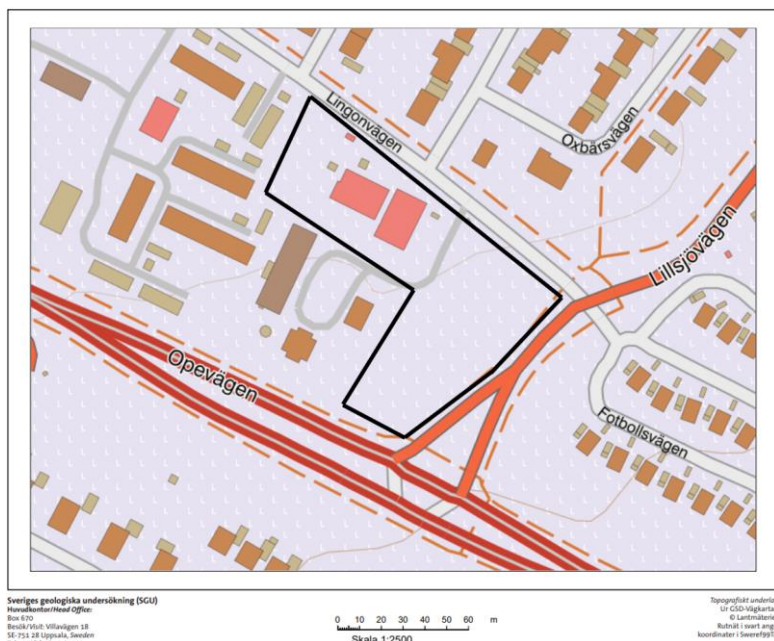 Lingonvägen
Oxbärsvägen
Lillsjövägen
Opevägen
Fotbollsvägen
Sveriges geologiska undersökning (SGU)
Huvudkontor/Head Office:
Box 670
Besök/Visit: Villavägen 18
SE-751 28 Uppsala, Sweden
0 10 20 30 40 50 60 m
Skala 1:2500
Topografiskt underla
Ur GSD-Vägkarta
© Lantmäterie
Rutnät i svart ang
koordinater i Sweref99T